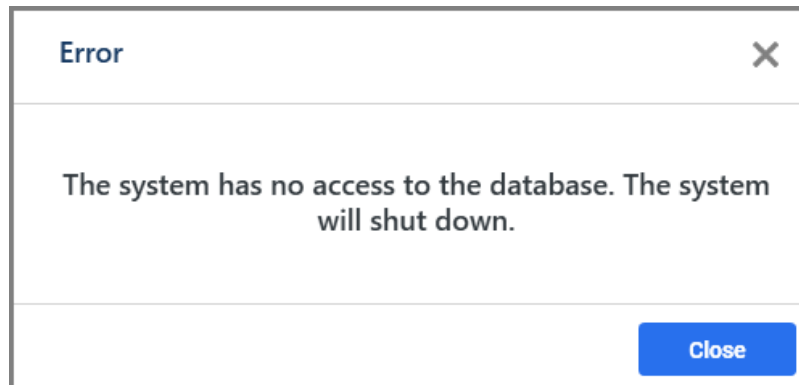 Error
The system has no access to the database. The system
will shut down.
Close